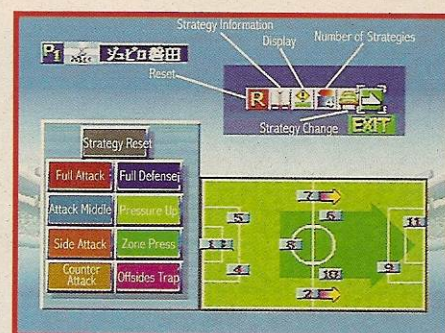 Strategy Information
Display
Number of Strategies
P1 ジュビロ磐田
Reset
R 4
Strategy Change
EXIT
Strategy Reset
Full Attack Full Defense
Attack Middle Pressure Up
Side Attack Zone Press
Counter Attack Offsides Trap
7 6
5 11
1 8
4 10 9
2